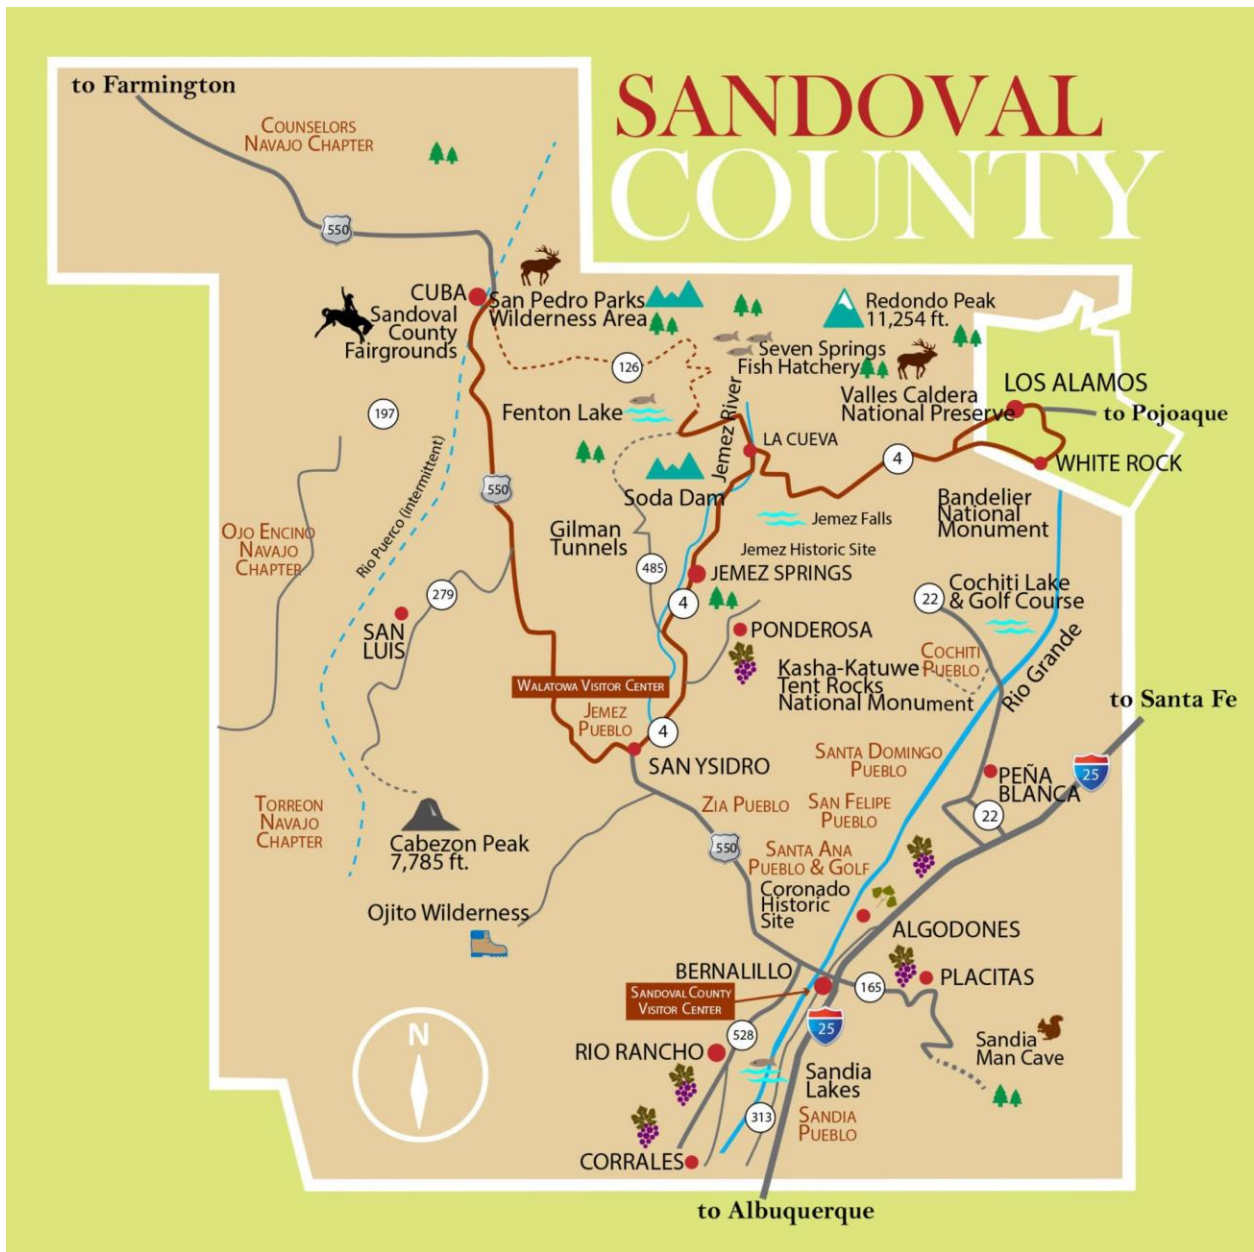 to Farmington
SANDOVAL
COUNTY
COUNSELORS
NAVAJO CHAPTER
550
CUBA
Sandoval
County
Fairgrounds
San Pedro Parks
Wilderness Area
Redondo Peak
11,254 ft.
Seven Springs
Fish Hatchery
126
Valles Caldera
National Preserve
LOS ALAMOS
to Pojoaque
197
Fenton Lake
Jemez River
LA CUEVA
4
WHITE ROCK
Rio Puerco (intermittent)
550
Soda Dam
Jemez Falls
Bandelier
National
Monument
OJO ENCINO
NAVAJO
CHAPTER
Gilman
Tunnels
485
Jemez Historic Site
JEMEZ SPRINGS
4
279
SAN
LUIS
22
Cochiti Lake
& Golf Course
PONDEROSA
COCHITI
PUEBLO
Kasha-Katuwe
Tent Rocks
National Monument
Rio Grande
WALATOWA VISITOR CENTER
JEMEZ
PUEBLO
4
to Santa Fe
SAN YSIDRO
SANTA DOMINGO
PUEBLO
PEÑA
BLANCA
25
TORREON
NAVAJO
CHAPTER
ZIA PUEBLO
SAN FELIPE
PUEBLO
22
Cabezon Peak
7,785 ft.
550
SANTA ANA
PUEBLO & GOLF
Coronado
Historic
Site
Ojito Wilderness
ALGODONES
BERNALILLO
PLACITAS
SANDOVAL COUNTY
VISITOR CENTER
165
25
528
RIO RANCHO
Sandia
Man Cave
Sandia
Lakes
N
313
SANDIA
PUEBLO
CORRALES
to Albuquerque